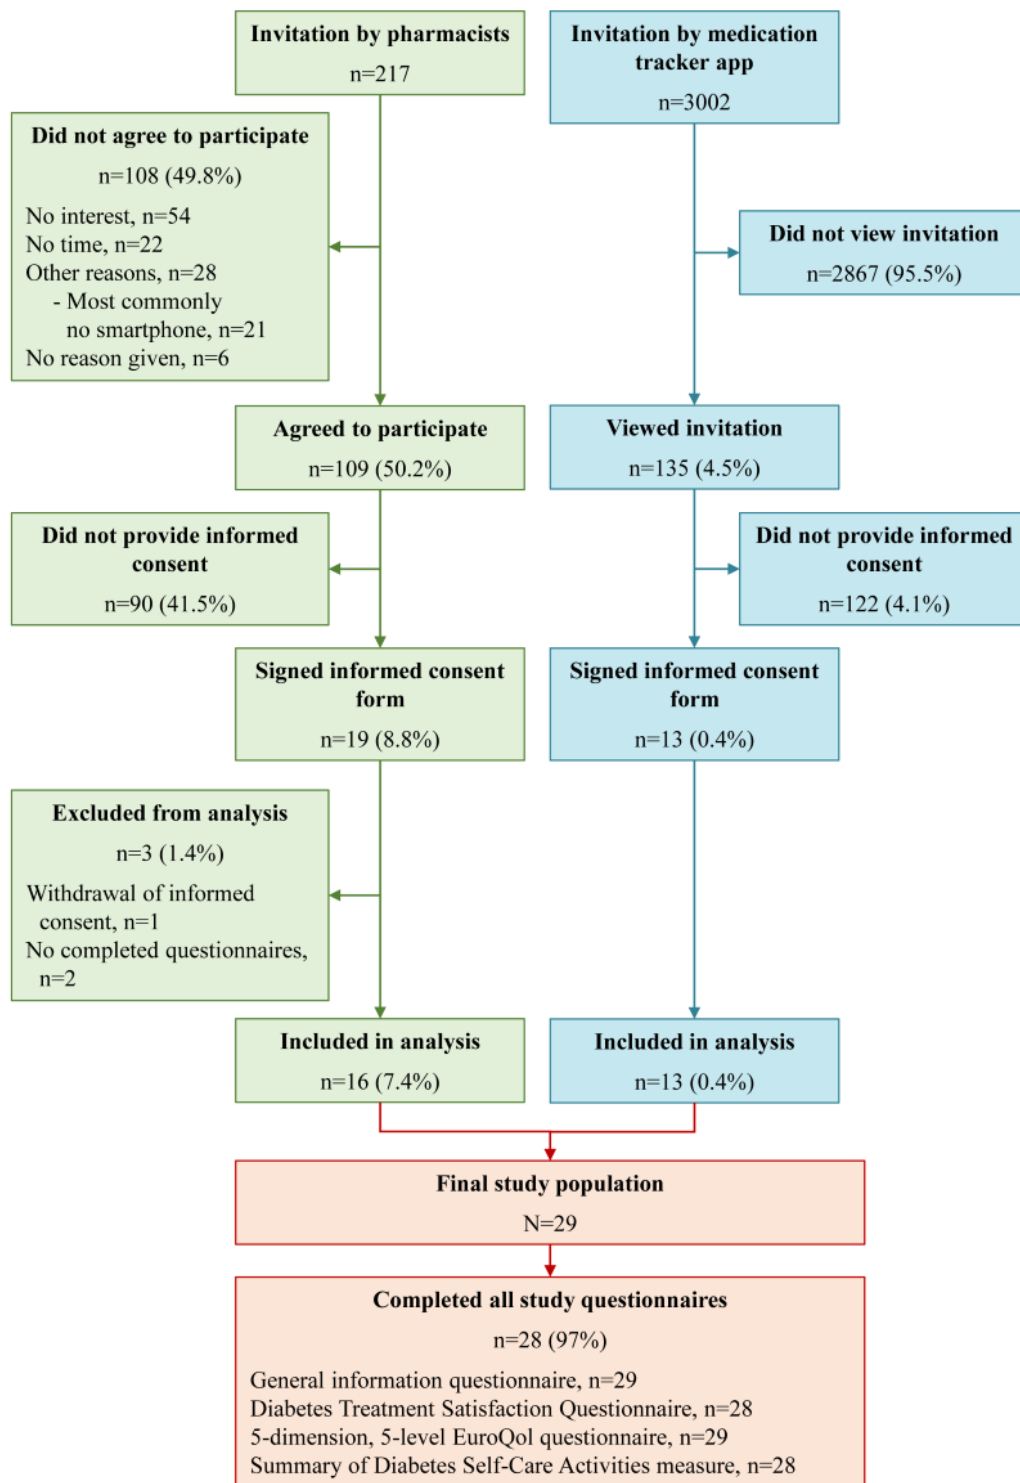 Invitation by pharmacists
n=217
Invitation by medication
tracker app
n=3002
Did not agree to participate
n=108 (49.8%)
No interest, n=54
No time, n=22
Other reasons, n=28
- Most commonly
no smartphone, n=21
No reason given, n=6
Did not view invitation
n=2867 (95.5%)
Agreed to participate
n=109 (50.2%)
Viewed invitation
n=135 (4.5%)
Did not provide informed
consent
n=90 (41.5%)
Did not provide informed
consent
n=122 (4.1%)
Signed informed consent
form
n=19 (8.8%)
Signed informed consent
form
n=13 (0.4%)
Excluded from analysis
n=3 (1.4%)
Withdrawal of informed
consent, n=1
No completed questionnaires,
n=2
Included in analysis
n=16 (7.4%)
Included in analysis
n=13 (0.4%)
Final study population
N=29
Completed all study questionnaires
n=28 (97%)
General information questionnaire, n=29
Diabetes Treatment Satisfaction Questionnaire, n=28
5-dimension, 5-level EuroQol questionnaire, n=29
Summary of Diabetes Self-Care Activities measure, n=28